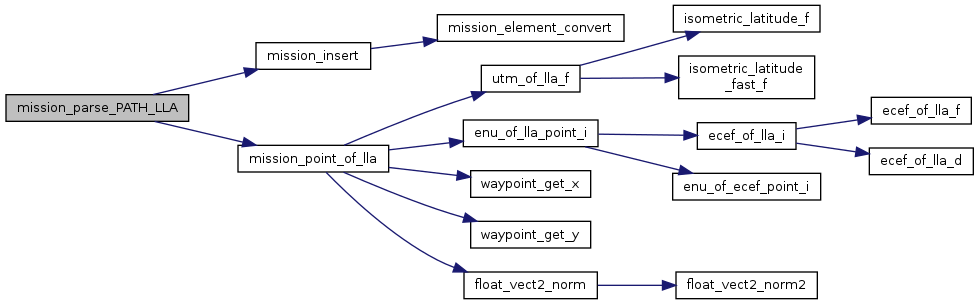 mission_parse_PATH_LLA
mission_insert
mission_element_convert
mission_point_of_lla
utm_of_lla_f
isometric_latitude_f
isometric_latitude
_fast_f
enu_of_lla_point_i
ecef_of_lla_i
ecef_of_lla_f
ecef_of_lla_d
enu_of_ecef_point_i
waypoint_get_x
waypoint_get_y
float_vect2_norm
float_vect2_norm2